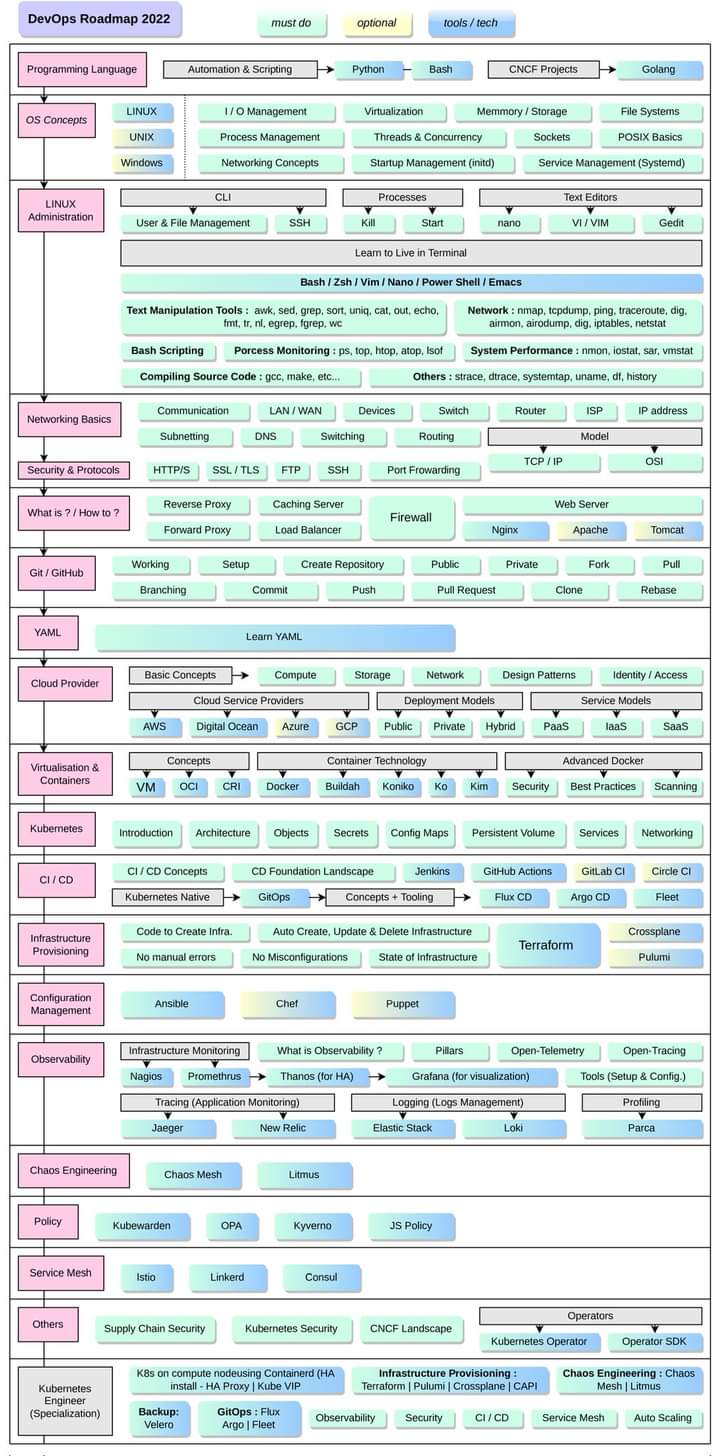 DevOps Roadmap 2022
must do
optional
tools / tech
Programming Language
Automation & Scripting
Python
Bash
CNCF Projects
Golang
OS Concepts
LINUX
I / O Management
Virtualization
Memmory / Storage
File Systems
UNIX
Process Management
Threads & Concurrency
Sockets
POSIX Basics
Windows
Networking Concepts
Startup Management (initd)
Service Management (Systemd)
LINUX
Administration
CLI
Processes
Text Editors
User & File Management
SSH
Kill
Start
nano
VI / VIM
Gedit
Learn to Live in Terminal
Bash / Zsh / Vim / Nano / Power Shell / Emacs
Text Manipulation Tools : awk, sed, grep, sort, uniq, cat, out, echo,
fmt, tr, nl, egrep, fgrep, wc
Network : nmap, tcpdump, ping, traceroute, dig,
airmon, airodump, dig, iptables, netstat
Bash Scripting
Porcess Monitoring : ps, top, htop, atop, lsof
System Performance : nmon, iostat, sar, vmstat
Compiling Source Code : gcc, make, etc...
Others : strace, dtrace, systemtap, uname, df, history
Networking Basics
Communication
LAN / WAN
Devices
Switch
Router
ISP
IP address
Subnetting
DNS
Switching
Routing
Model
TCP / IP
OSI
Security & Protocols
HTTP/S
SSL / TLS
FTP
SSH
Port Frowarding
What is ? / How to ?
Reverse Proxy
Caching Server
Firewall
Web Server
Forward Proxy
Load Balancer
Nginx
Apache
Tomcat
Git / GitHub
Working
Setup
Create Repository
Public
Private
Fork
Pull
Branching
Commit
Push
Pull Request
Clone
Rebase
YAML
Learn YAML
Cloud Provider
Basic Concepts
Compute
Storage
Network
Design Patterns
Identity / Access
Cloud Service Providers
Deployment Models
Service Models
AWS
Digital Ocean
Azure
GCP
Public
Private
Hybrid
PaaS
IaaS
SaaS
Virtualisation &
Containers
Concepts
Container Technology
Advanced Docker
VM
OCI
CRI
Docker
Buildah
Koniko
Ko
Kim
Security
Best Practices
Scanning
Kubernetes
Introduction
Architecture
Objects
Secrets
Config Maps
Persistent Volume
Services
Networking
CI / CD
CI / CD Concepts
CD Foundation Landscape
Jenkins
GitHub Actions
GitLab CI
Circle CI
Kubernetes Native
GitOps
Concepts + Tooling
Flux CD
Argo CD
Fleet
Infrastructure
Provisioning
Code to Create Infra.
Auto Create, Update & Delete Infrastructure
Terraform
Crossplane
No manual errors
No Misconfigurations
State of Infrastructure
Pulumi
Configuration
Management
Ansible
Chef
Puppet
Observability
Infrastructure Monitoring
What is Observability ?
Pillars
Open-Telemetry
Open-Tracing
Nagios
Promethrus
Thanos (for HA)
Grafana (for visualization)
Tools (Setup & Config.)
Tracing (Application Monitoring)
Logging (Logs Management)
Profiling
Jaeger
New Relic
Elastic Stack
Loki
Parca
Chaos Engineering
Chaos Mesh
Litmus
Policy
Kubewarden
OPA
Kyverno
JS Policy
Service Mesh
Istio
Linkerd
Consul
Others
Supply Chain Security
Kubernetes Security
CNCF Landscape
Operators
Kubernetes Operator
Operator SDK
Kubernetes
Engineer
(Specialization)
K8s on compute nodeusing Containerd (HA
install - HA Proxy | Kube VIP
Infrastructure Provisioning :
Terraform | Pulumi | Crossplane | CAPI
Chaos Engineering : Chaos
Mesh | Litmus
Backup:
Velero
GitOps : Flux
Argo | Fleet
Observability
Security
CI / CD
Service Mesh
Auto Scaling